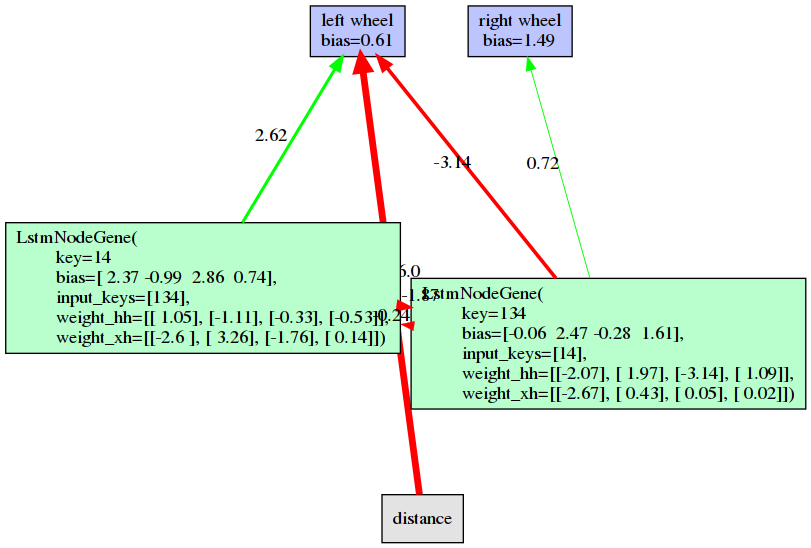 left wheel
bias=0.61
right wheel
bias=1.49
2.62
-3.14
0.72
LstmNodeGene(
key=14
bias=[ 2.37 -0.99  2.86  0.74],
input_keys=[134],
weight_hh=[[ 1.05], [-1.11], [-0.33], [-0.53]],
weight_xh=[[-2.6 ], [ 3.26], [-1.76], [ 0.14]])
6.0
-1.87
-0.24
LstmNodeGene(
key=134
bias=[-0.06  2.47 -0.28  1.61],
input_keys=[14],
weight_hh=[[-2.07], [ 1.97], [-3.14], [ 1.09]],
weight_xh=[[-2.67], [ 0.43], [ 0.05], [ 0.02]])
distance